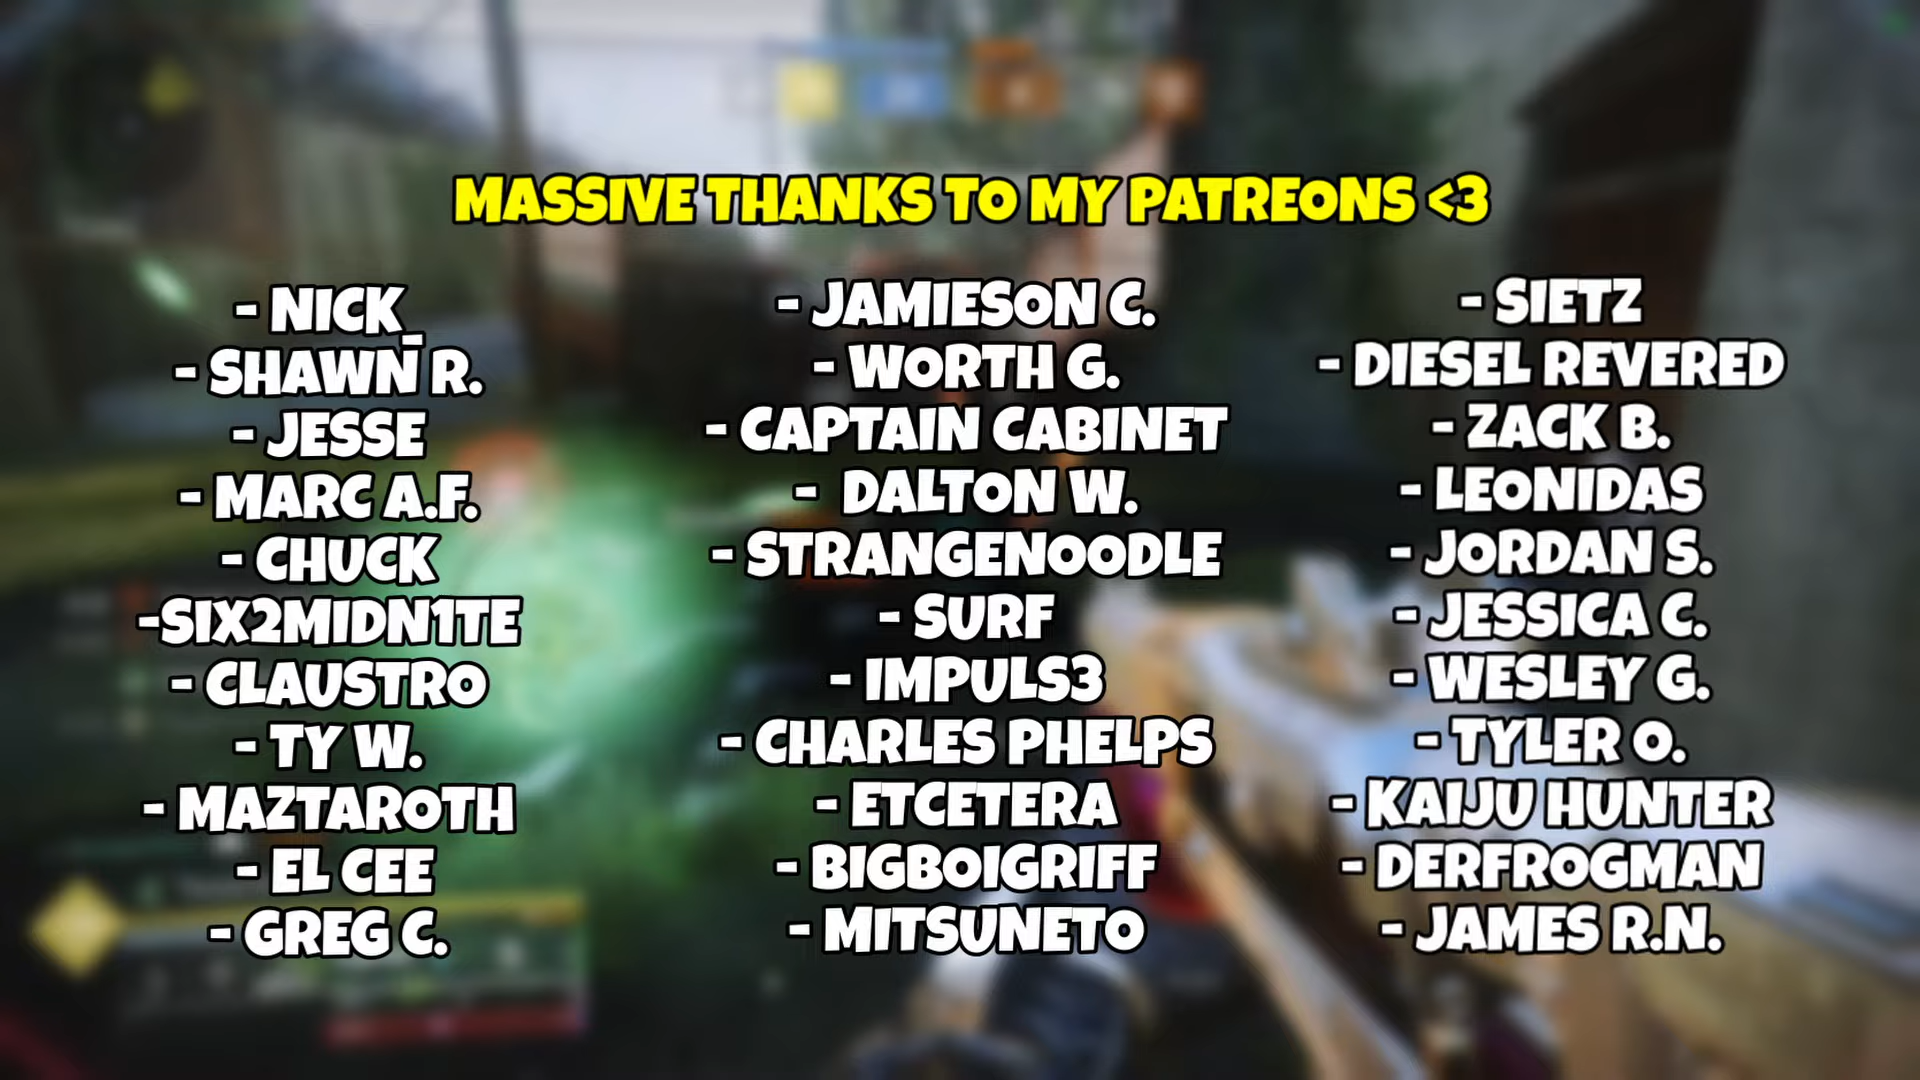 MASSIVE THANKS TO MY PATREONS <3
- NICK_
- SHAWN R.
- JESSE
- MARC A.F.
- CHUCK
-SIX2MIDN1TE
- CLAUSTRO
- TY W.
- MAZTAROTH
- EL CEE
- GREG C.
- JAMIESON C.
- WORTH G.
- CAPTAIN CABINET
- DALTON W.
- STRANGENOODLE
- SURF
- IMPULS3
- CHARLES PHELPS
- ETCETERA
- BIGBOIGRIFF
- MITSUNETO
- SIETZ
- DIESEL REVERED
- ZACK B.
- LEONIDAS
- JORDAN S.
- JESSICA C.
- WESLEY G.
- TYLER O.
- KAIJU HUNTER
- DERFROGMAN
- JAMES R.N.